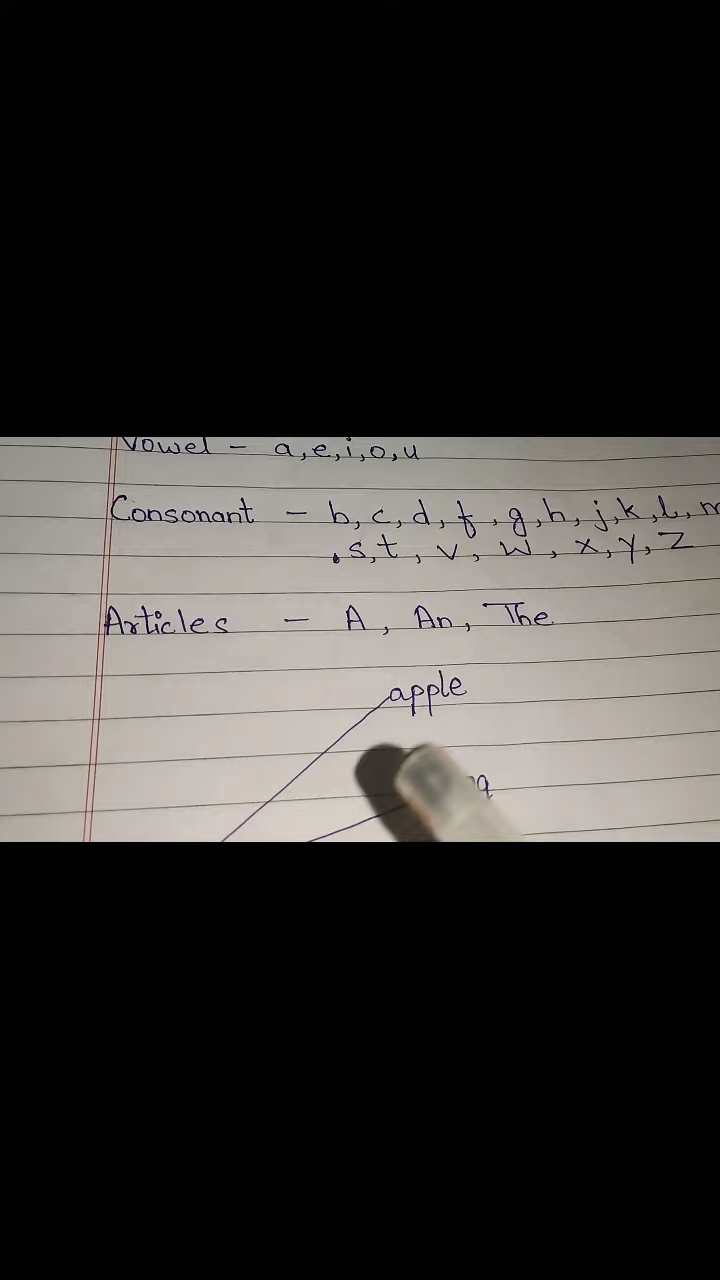 Vowel - a, e, i, o, u
Consonant - b, c, d, f, g, h, j, k, l, m
s, t, v, w, x, y, z
Articles - A, An, The
apple